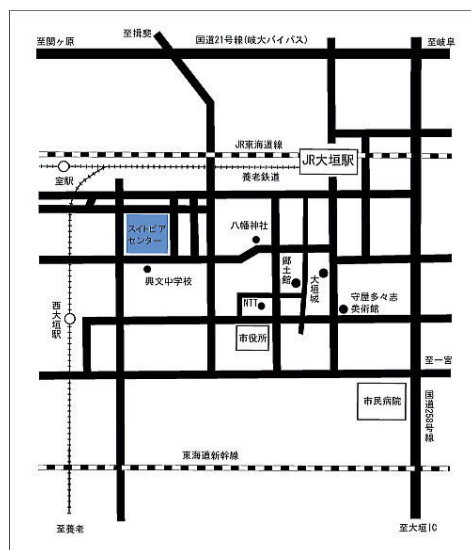 至揖斐
至関ヶ原
国道21号線(岐大バイパス)
至岐阜
JR東海道線
JR大垣駅
室駅
養老鉄道
スイトピア
センター
八幡神社
興文中学校
郷土館
大垣城
NTT
守屋多々志
美術館
西大垣駅
市役所
至一宮
市民病院
国道258号線
東海道新幹線
至養老
至大垣IC